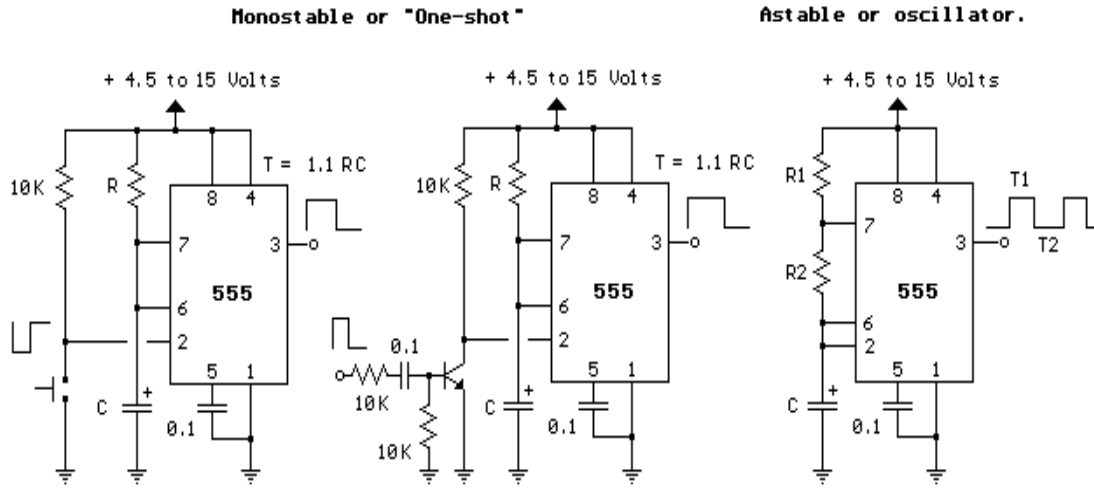 Monostable or "One-shot"
Astable or oscillator.
+ 4.5 to 15 Volts
10K
R
T = 1.1 RC
8
4
7
3
555
6
2
5
1
C
+
0.1
+ 4.5 to 15 Volts
10K
R
T = 1.1 RC
8
4
7
3
555
6
2
0.1
10K
10K
5
1
C
+
0.1
+ 4.5 to 15 Volts
R1
T1
8
4
7
3
T2
R2
555
6
2
5
1
C
+
0.1